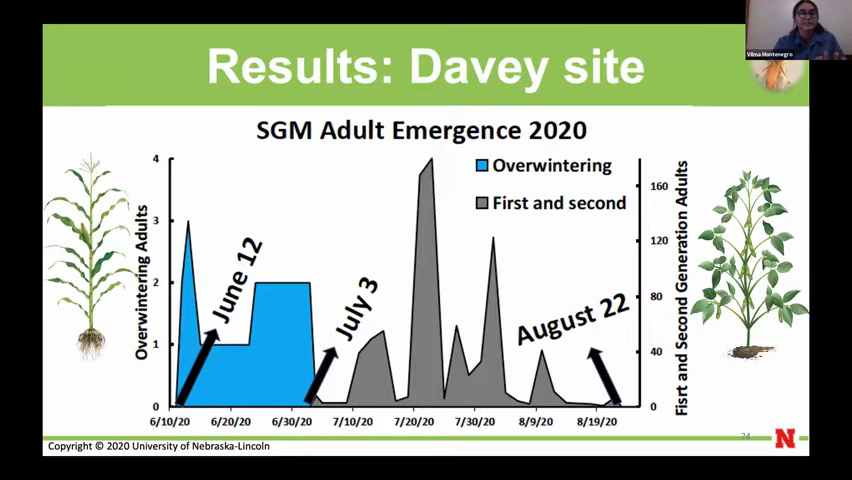 Vilma Montenegro
Results: Davey site
SGM Adult Emergence 2020
Overwintering
First and second
Overwintering Adults
4
3
2
1
0
June 12
July 3
August 22
160
120
80
40
0
Fisrt and Second Generation Adults
6/10/20 6/20/20 6/30/20 7/10/20 7/20/20 7/30/20 8/9/20 8/19/20
24
N
Copyright © 2020 University of Nebraska-Lincoln